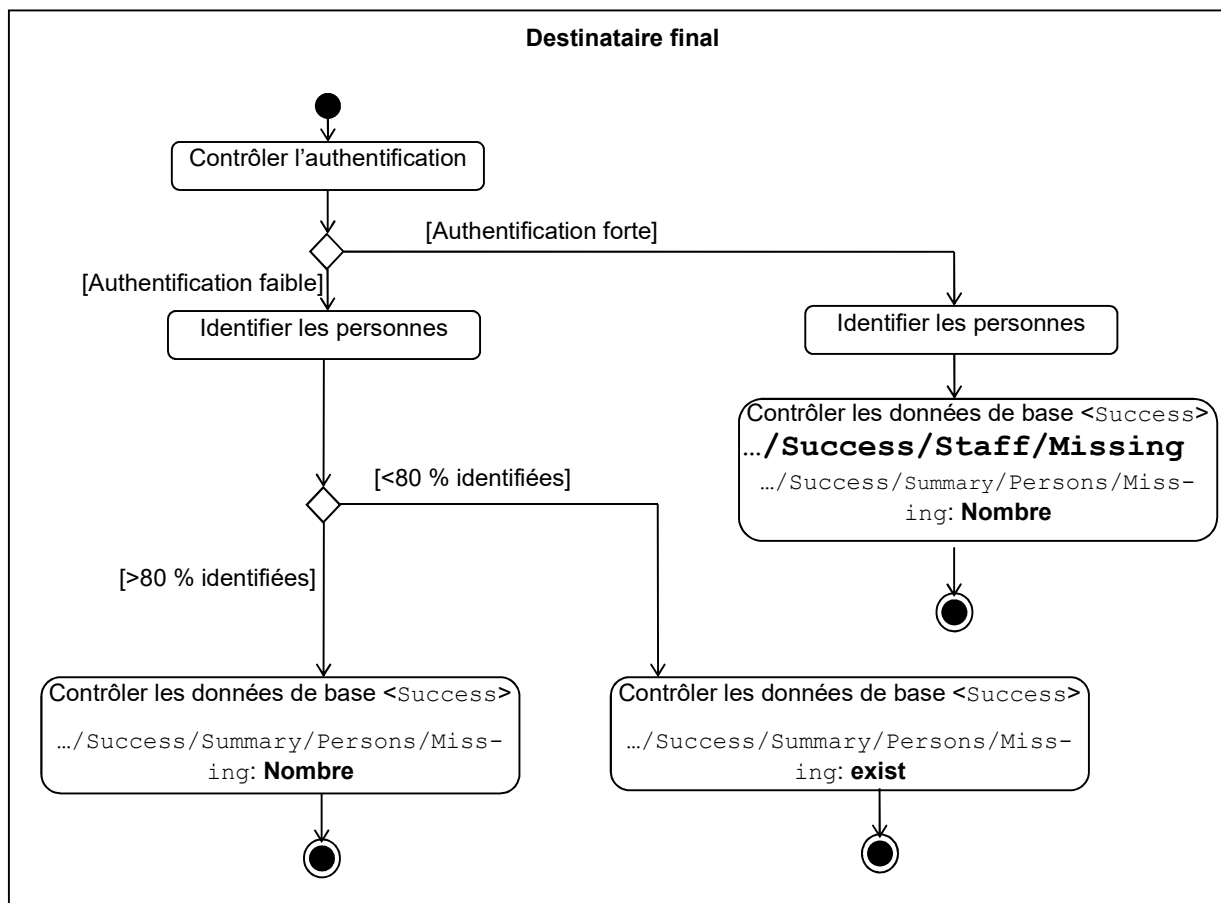 Destinataire final
Contrôler l’authentification
[Authentification forte]
[Authentification faible]
Identifier les personnes
Identifier les personnes
Contrôler les données de base <Success>
…/Success/Staff/Missing
…/Success/Summary/Persons/Miss-
ing: Nombre
[<80 % identifiées]
[>80 % identifiées]
Contrôler les données de base <Success>
…/Success/Summary/Persons/Miss-
ing: Nombre
Contrôler les données de base <Success>
…/Success/Summary/Persons/Miss-
ing: exist